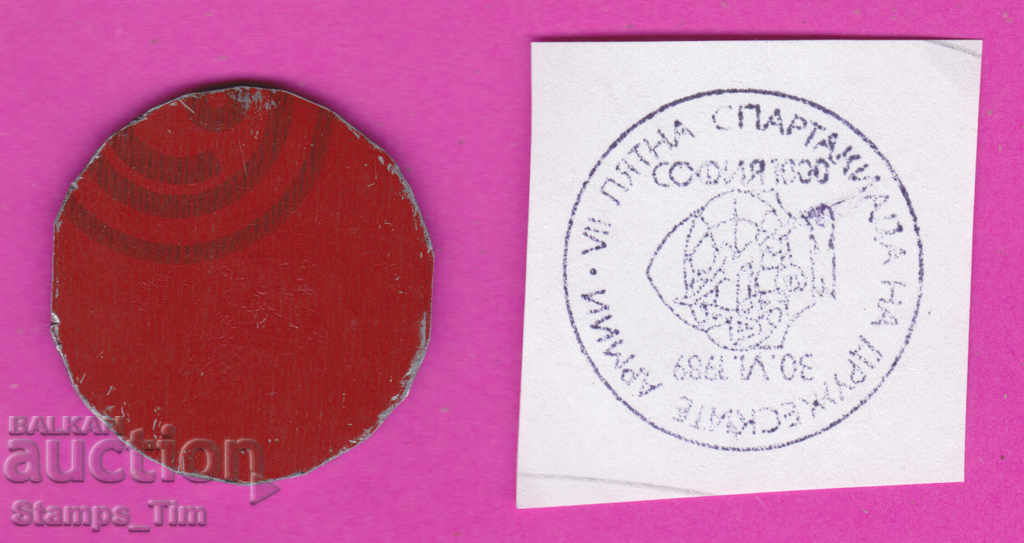 VII ЛЯТНА СПАРТАКИАДА НА ДРУЖЕСКИТЕ АРМИИ •
СОФИЯ 1000
30.VI.1989
BALKAN
auction
Stamps_Tim